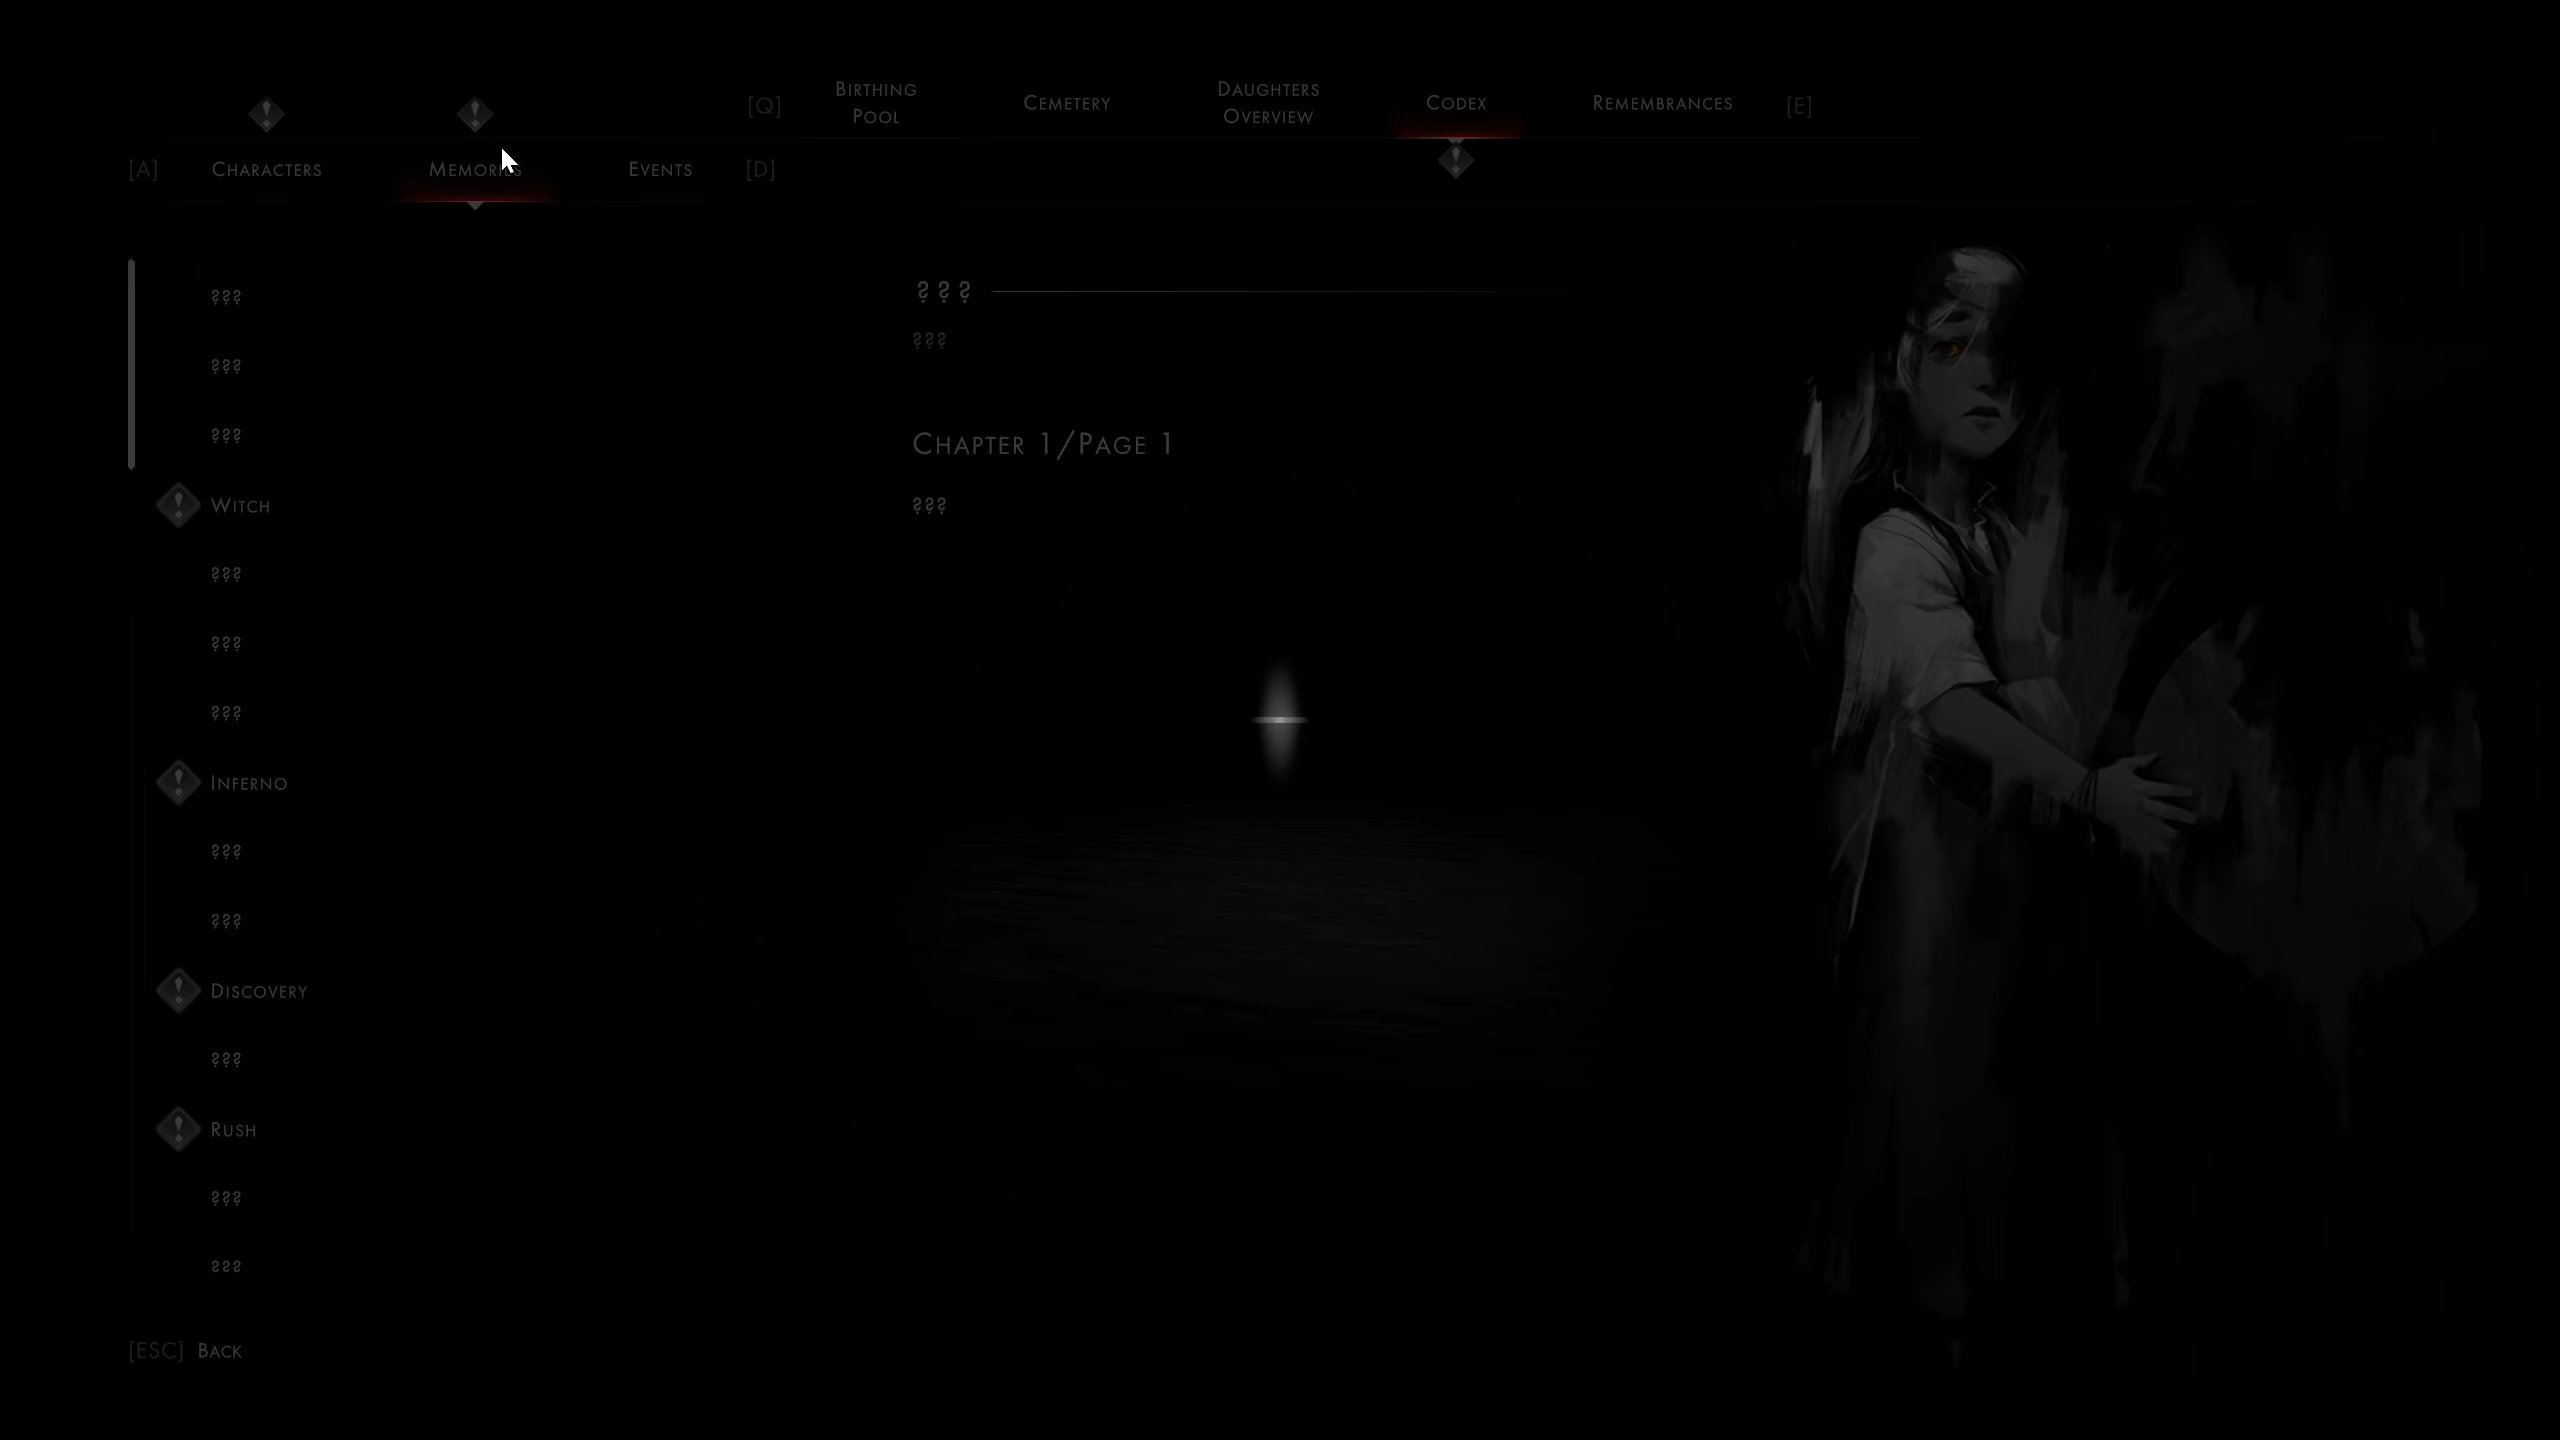 [Q]
Birthing
Pool
Cemetery
Daughters
Overview
Codex
Remembrances
[E]
[A]
Characters
Memories
Events
[D]
???
???
???
Witch
???
???
???
Inferno
???
???
Discovery
???
Rush
???
???
???
???
Chapter 1/Page 1
???
[ESC] Back